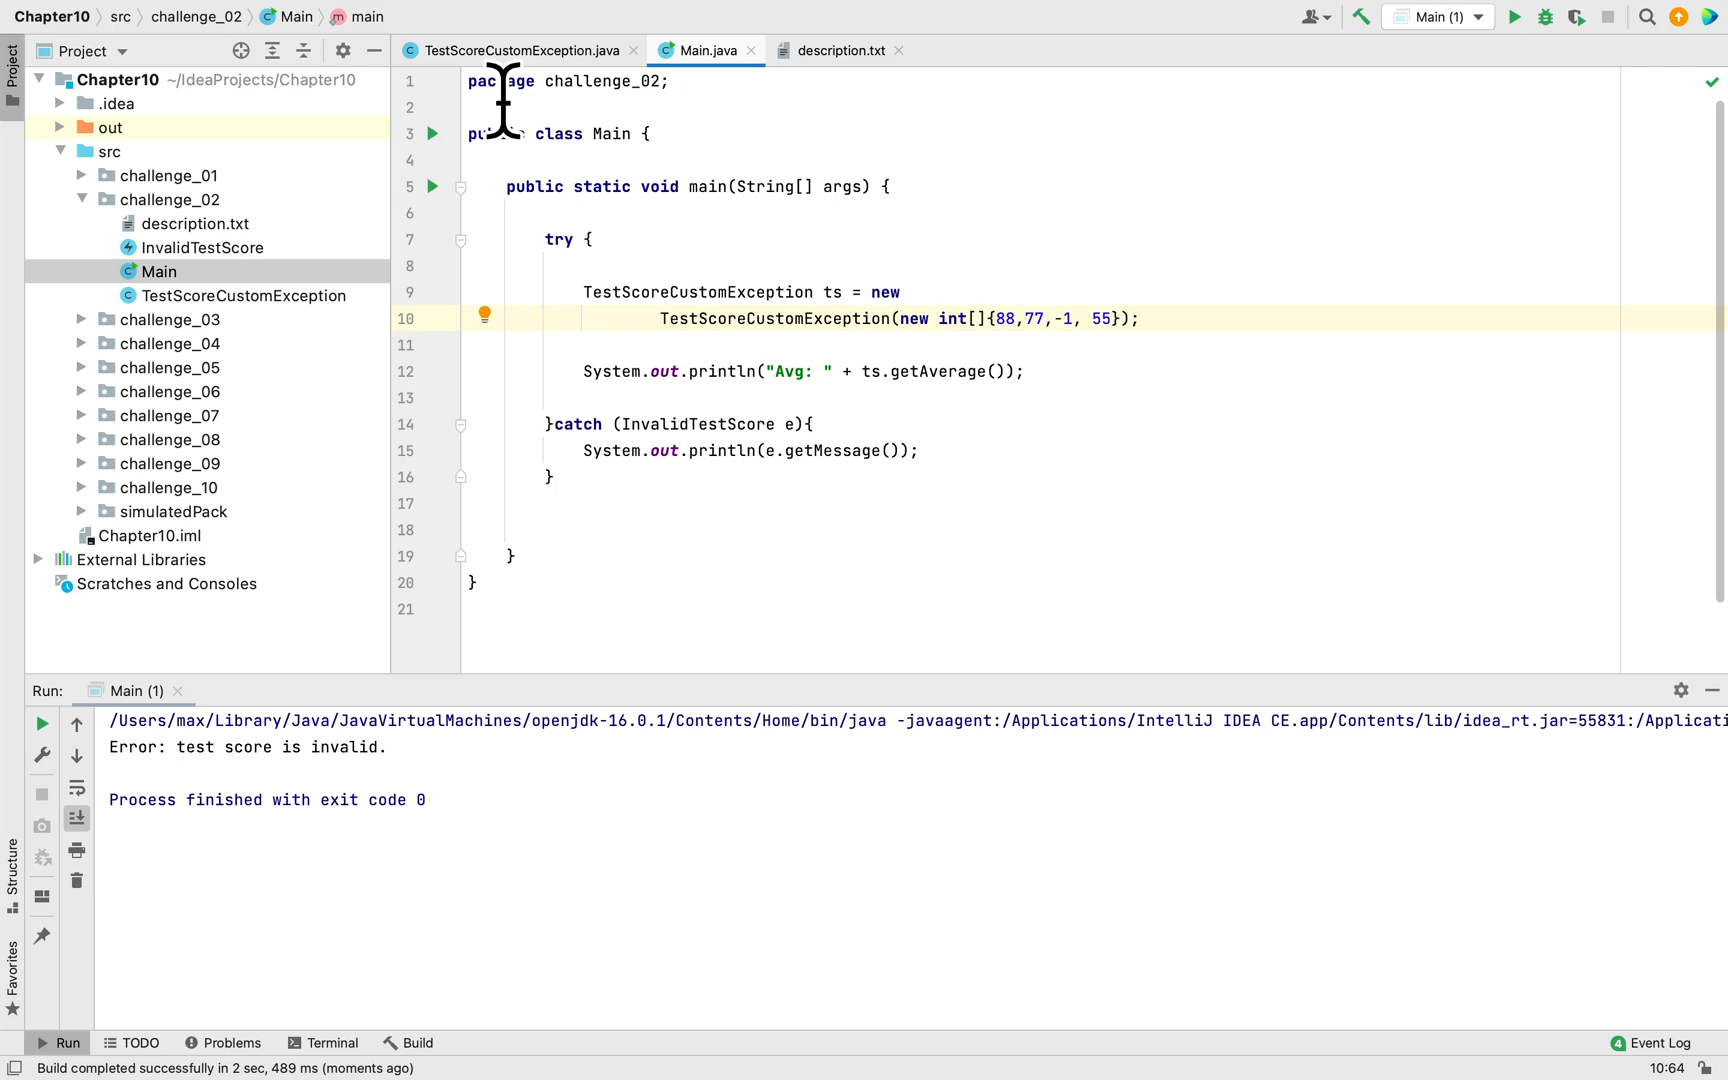 Chapter10 src challenge_02 Main main
Main (1)
Project
Project
TestScoreCustomException.java
Main.java
description.txt
Chapter10 ~/IdeaProjects/Chapter10
.idea
out
src
challenge_01
challenge_02
description.txt
InvalidTestScore
Main
TestScoreCustomException
challenge_03
challenge_04
challenge_05
challenge_06
challenge_07
challenge_08
challenge_09
challenge_10
simulatedPack
Chapter10.iml
External Libraries
Scratches and Consoles
1 package challenge_02;
2
3 public class Main {
4
5 public static void main(String[] args) {
6
7 try {
8
9 TestScoreCustomException ts = new
10 TestScoreCustomException(new int[]{88,77,-1, 55});
11
12 System.out.println("Avg: " + ts.getAverage());
13
14 }catch (InvalidTestScore e){
15 System.out.println(e.getMessage());
16 }
17
18
19 }
20 }
21
Run: Main (1)
/Users/max/Library/Java/JavaVirtualMachines/openjdk-16.0.1/Contents/Home/bin/java -javaagent:/Applications/IntelliJ IDEA CE.app/Contents/lib/idea_rt.jar=55831:/Applicati
Error: test score is invalid.
Process finished with exit code 0
Structure
Favorites
Run TODO Problems Terminal Build
4 Event Log
Build completed successfully in 2 sec, 489 ms (moments ago)
10:64